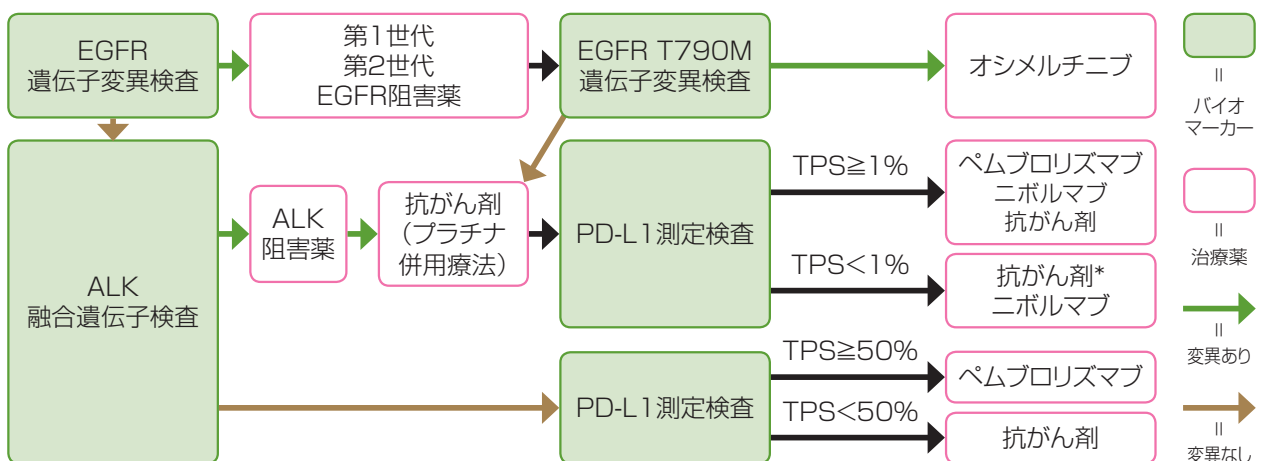 EGFR
遺伝子変異検査
第1世代
第2世代
EGFR阻害薬
EGFR T790M
遺伝子変異検査
オシメルチニブ
ALK
融合遺伝子検査
ALK
阻害薬
抗がん剤
（プラチナ
併用療法）
PD-L1測定検査
TPS≧1%
ペムブロリズマブ
ニボルマブ
抗がん剤
TPS<1%
抗がん剤*
ニボルマブ
PD-L1測定検査
TPS≧50%
ペムブロリズマブ
TPS<50%
抗がん剤
=
バイオ
マーカー
=
治療薬
=
変異あり
=
変異なし